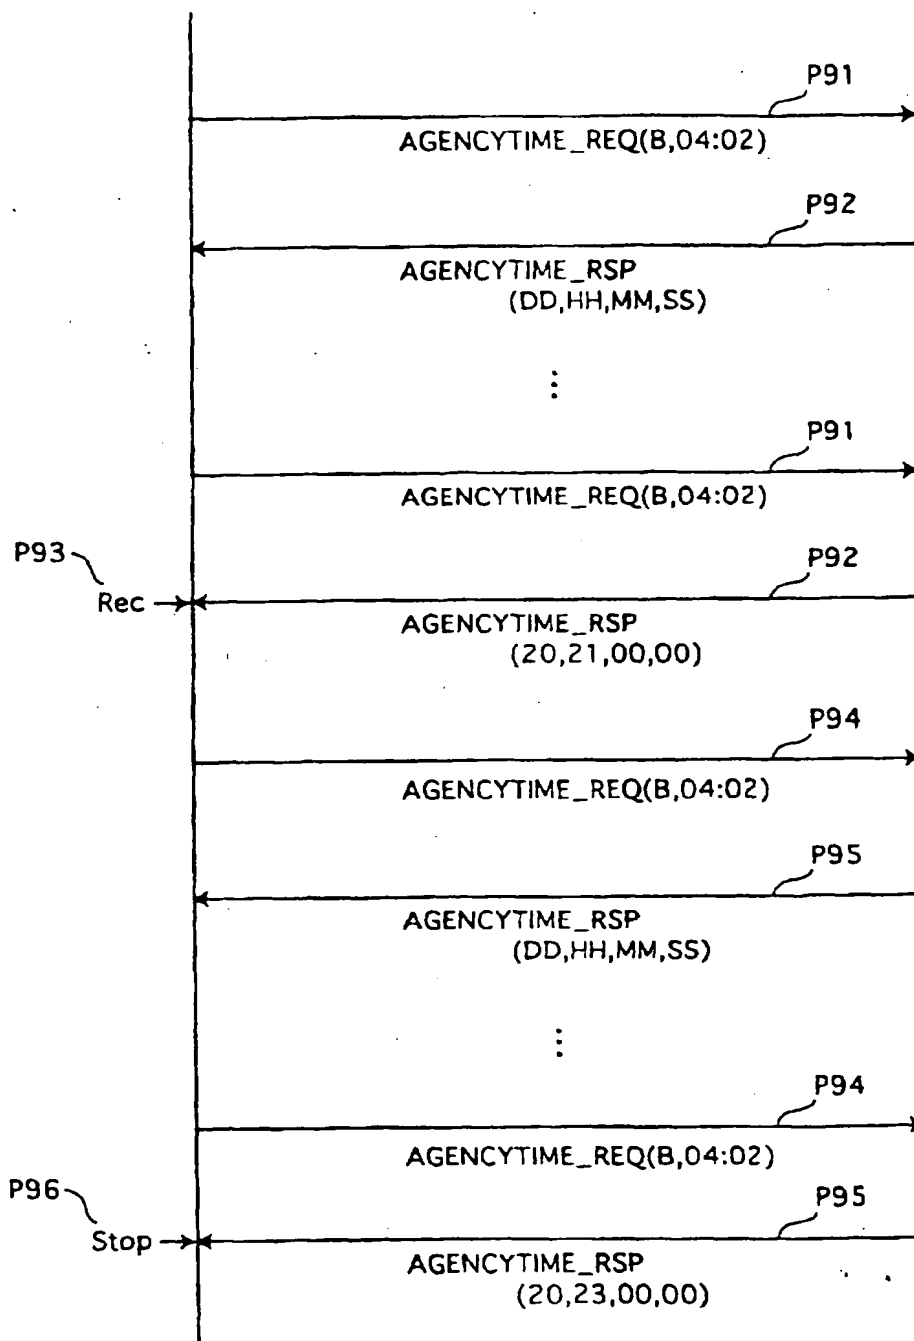 P91
AGENCYTIME_REQ(B,04:02)
P92
AGENCYTIME_RSP
(DD,HH,MM,SS)
P91
AGENCYTIME_REQ(B,04:02)
P93
P92
Rec
AGENCYTIME_RSP
(20,21,00,00)
P94
AGENCYTIME_REQ(B,04:02)
P95
AGENCYTIME_RSP
(DD,HH,MM,SS)
P94
AGENCYTIME_REQ(B,04:02)
P96
P95
Stop
AGENCYTIME_RSP
(20,23,00,00)